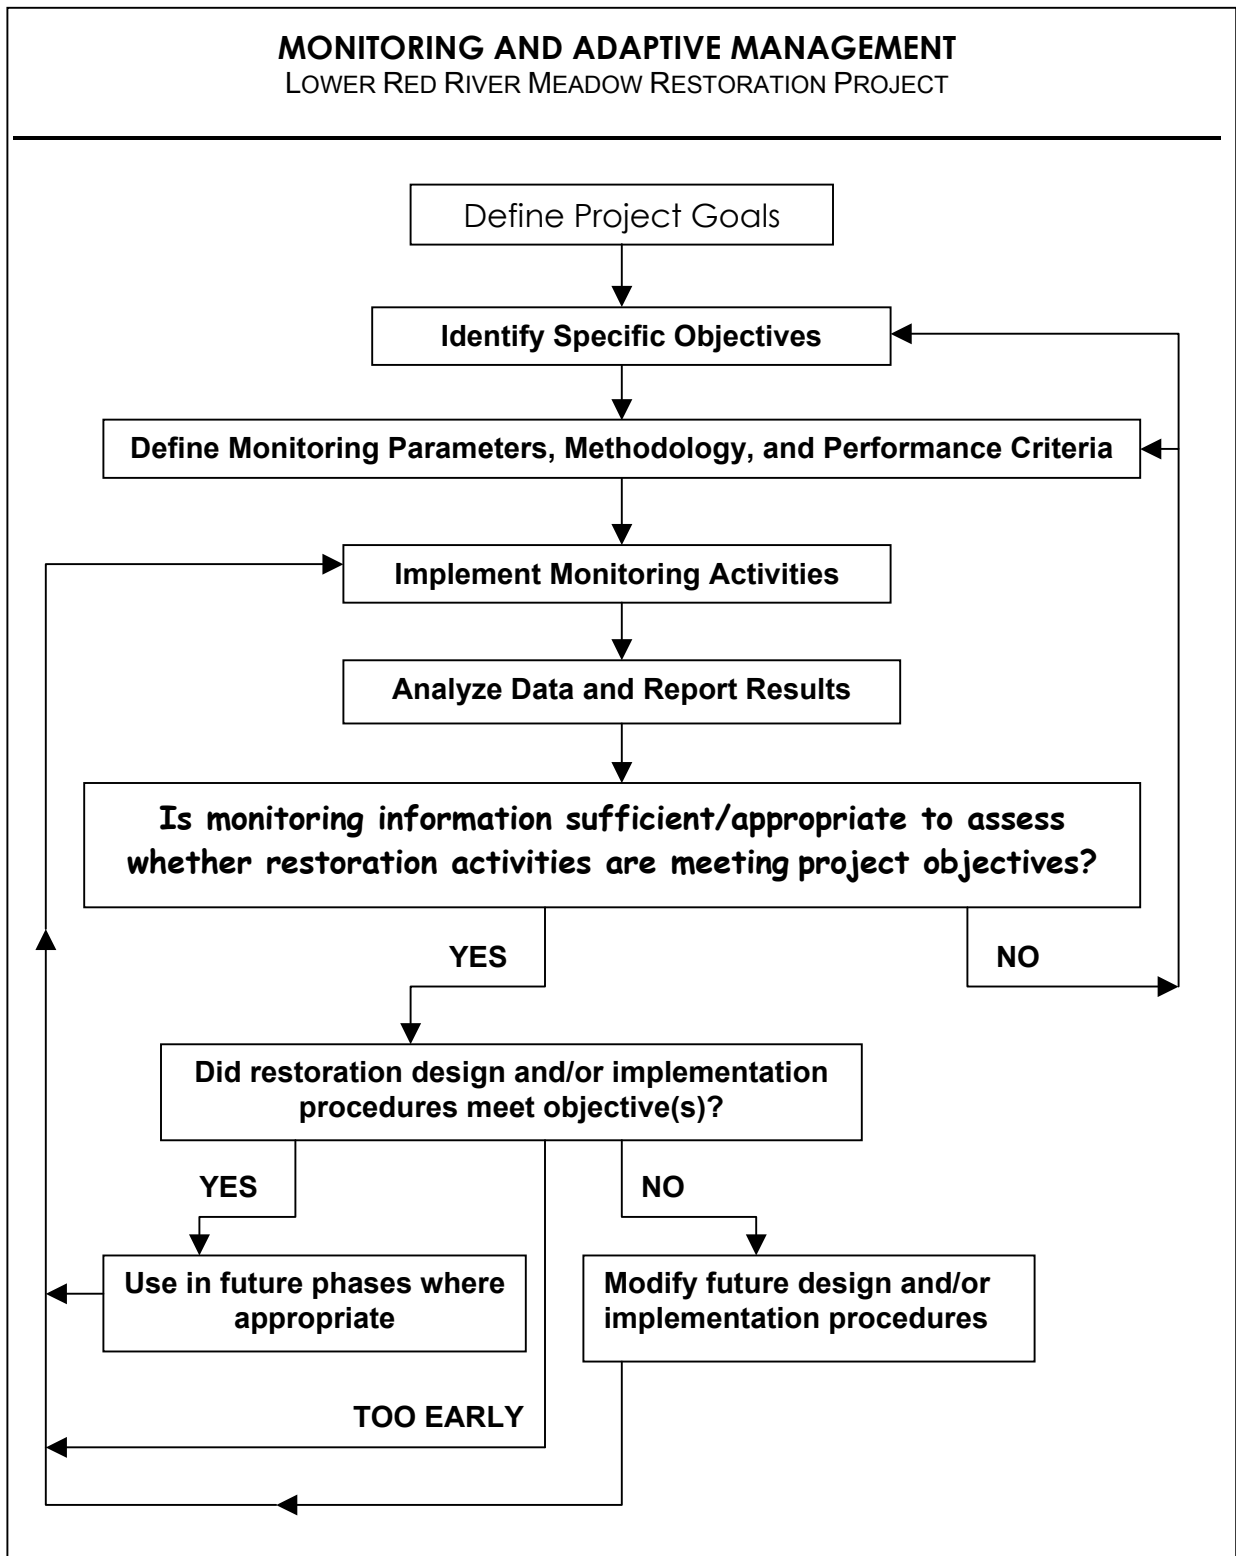 MONITORING AND ADAPTIVE MANAGEMENT
LOWER RED RIVER MEADOW RESTORATION PROJECT
Define Project Goals
Identify Specific Objectives
Define Monitoring Parameters, Methodology, and Performance Criteria
Implement Monitoring Activities
Analyze Data and Report Results
Is monitoring information sufficient/appropriate to assess
whether restoration activities are meeting project objectives?
YES
NO
Did restoration design and/or implementation
procedures meet objective(s)?
YES
NO
Use in future phases where
appropriate
Modify future design and/or
implementation procedures
TOO EARLY